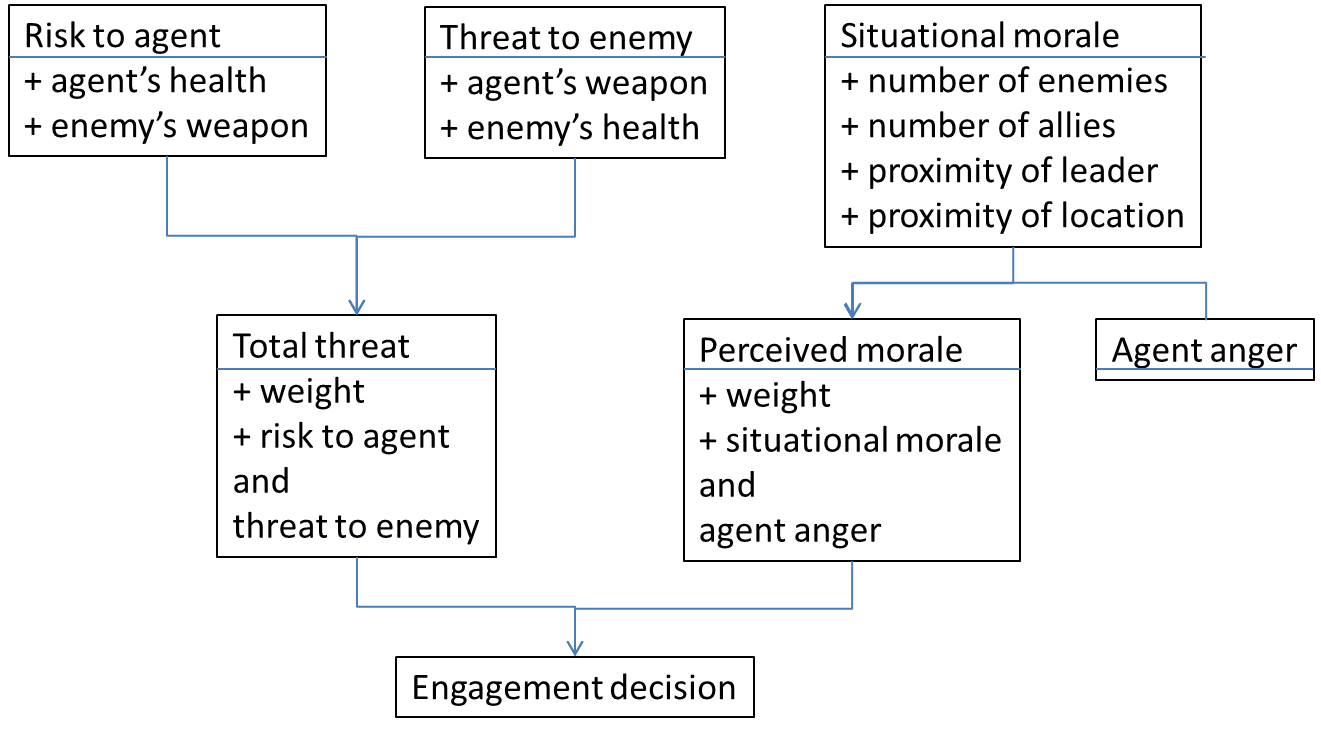 Risk to agent
+ agent’s health
+ enemy’s weapon
Threat to enemy
+ agent’s weapon
+ enemy’s health
Situational morale
+ number of enemies
+ number of allies
+ proximity of leader
+ proximity of location
Total threat
+ weight
+ risk to agent
and
threat to enemy
Perceived morale
+ weight
+ situational morale
and
agent anger
Agent anger
Engagement decision